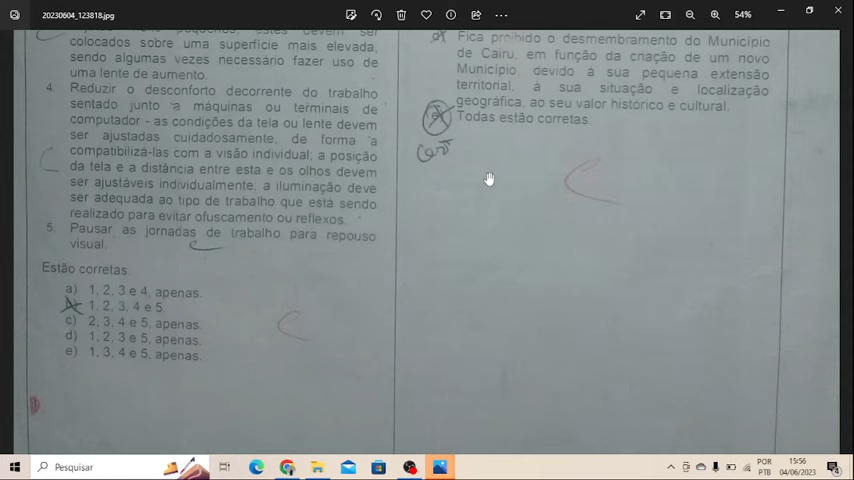 20230604_123818.jpg
54%
colocados sobre uma superfície mais elevada,
sendo algumas vezes necessário fazer uso de
uma lente de aumento.
4. Reduzir o desconforto decorrente do trabalho
sentado junto a máquinas ou terminais de
computador - as condições da tela ou lente devem
ser ajustadas cuidadosamente, de forma a
compatibilizá-las com a visão individual; a posição
da tela e a distância entre esta e os olhos devem
ser ajustáveis individualmente; a iluminação deve
ser adequada ao tipo de trabalho que está sendo
realizado para evitar ofuscamento ou reflexos.
5. Pausar as jornadas de trabalho para repouso
visual.
Estão corretas.
a) 1, 2, 3 e 4, apenas.
1, 2, 3, 4 e 5.
c) 2, 3, 4 e 5, apenas.
d) 1, 2, 3 e 5, apenas.
e) 1, 3, 4 e 5, apenas.
Fica proibido o desmembramento do Município
de Cairu, em função da criação de um novo
Município, devido à sua pequena extensão
territorial, à sua situação e localização
geográfica, ao seu valor histórico e cultural.
Todas estão corretas.
Pesquisar
POR
PTB
15:56
04/06/2023
4